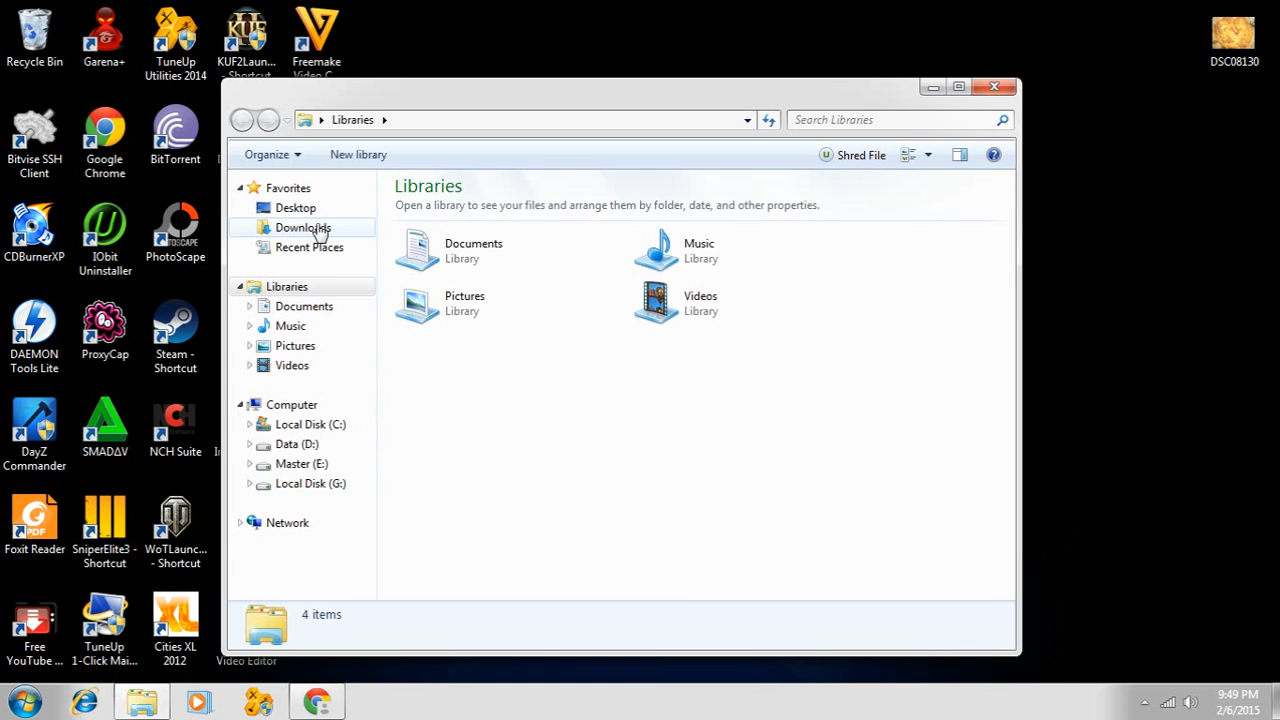 Recycle Bin
Garena+
TuneUp
Utilities 2014
KUF2Laun...
- Shortcut
Freemake
Video C...
DSC08130
Bitvise SSH
Client
Google
Chrome
BitTorrent
CDBurnerXP
IObit
Uninstaller
PhotoScape
DAEMON
Tools Lite
ProxyCap
Steam -
Shortcut
DayZ
Commander
SMADΔV
NCH Suite
Foxit Reader
SniperElite3 -
Shortcut
WoTLaunc...
- Shortcut
Free
YouTube ...
TuneUp
1-Click Mai...
Cities XL
2012
Video Editor
Libraries
Search Libraries
Organize
New library
Shred File
Favorites
Desktop
Downloads
Recent Places
Libraries
Documents
Music
Pictures
Videos
Computer
Local Disk (C:)
Data (D:)
Master (E:)
Local Disk (G:)
Network
Libraries
Open a library to see your files and arrange them by folder, date, and other properties.
Documents
Library
Music
Library
Pictures
Library
Videos
Library
4 items
9:49 PM
2/6/2015